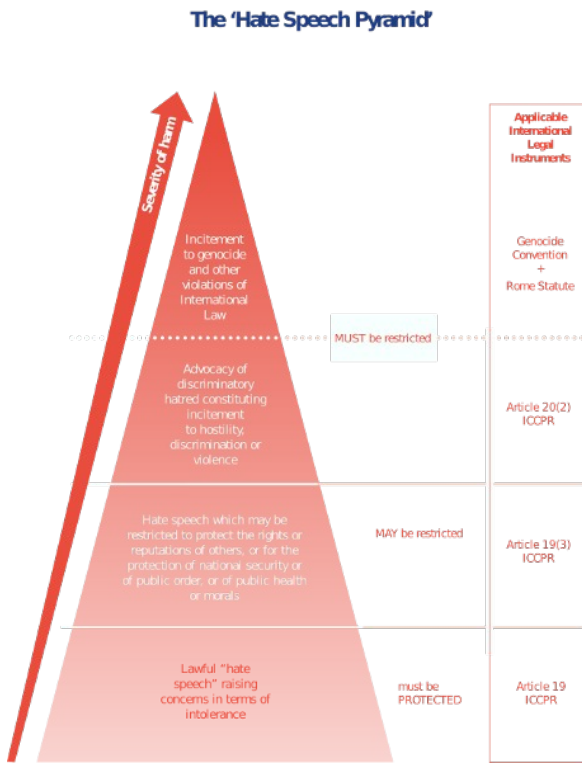 The ‘Hate Speech Pyramid’
Severity of harm
Applicable
International
Legal
Instruments
Incitement
to genocide
and other
violations of
International
Law
Genocide
Convention
+
Rome Statute
MUST be restricted
Advocacy of
discriminatory
hatred constituting
incitement
to hostility,
discrimination or
violence
Article 20(2)
ICCPR
Hate speech which may be
restricted to protect the rights or
reputations of others, or for the
protection of national security or
of public order, or of public health
or morals
MAY be restricted
Article 19(3)
ICCPR
Lawful “hate
speech” raising
concerns in terms of
intolerance
must be
PROTECTED
Article 19
ICCPR